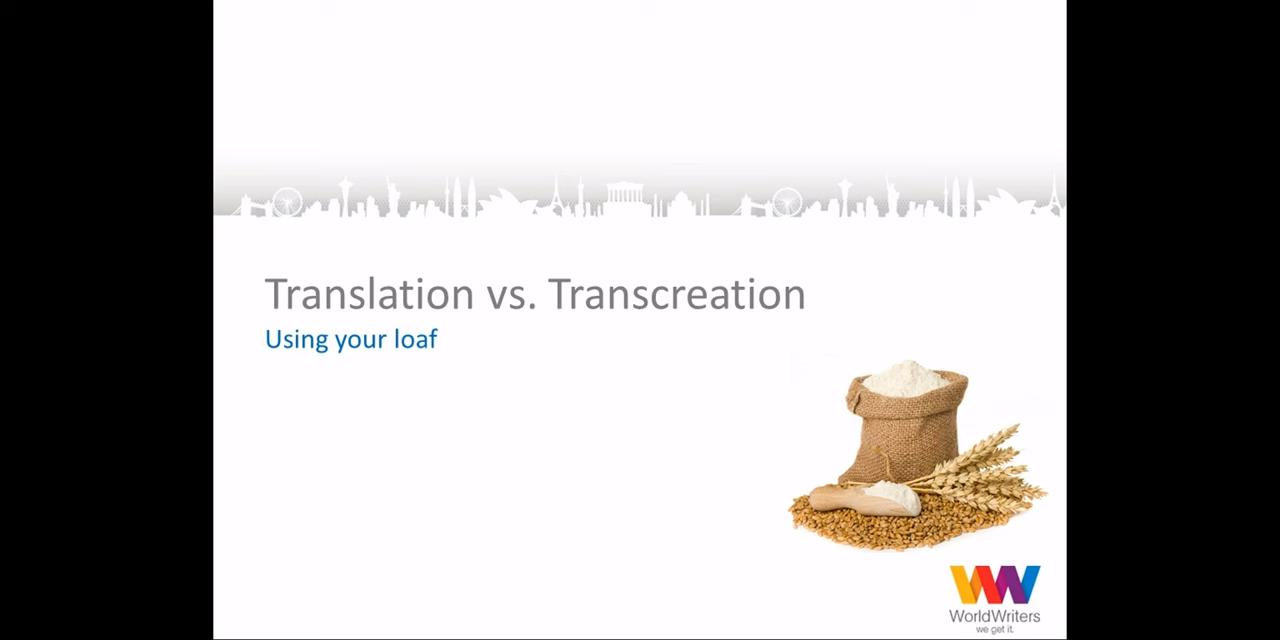 Translation vs. Transcreation
Using your loaf
WorldWriters
we get it.